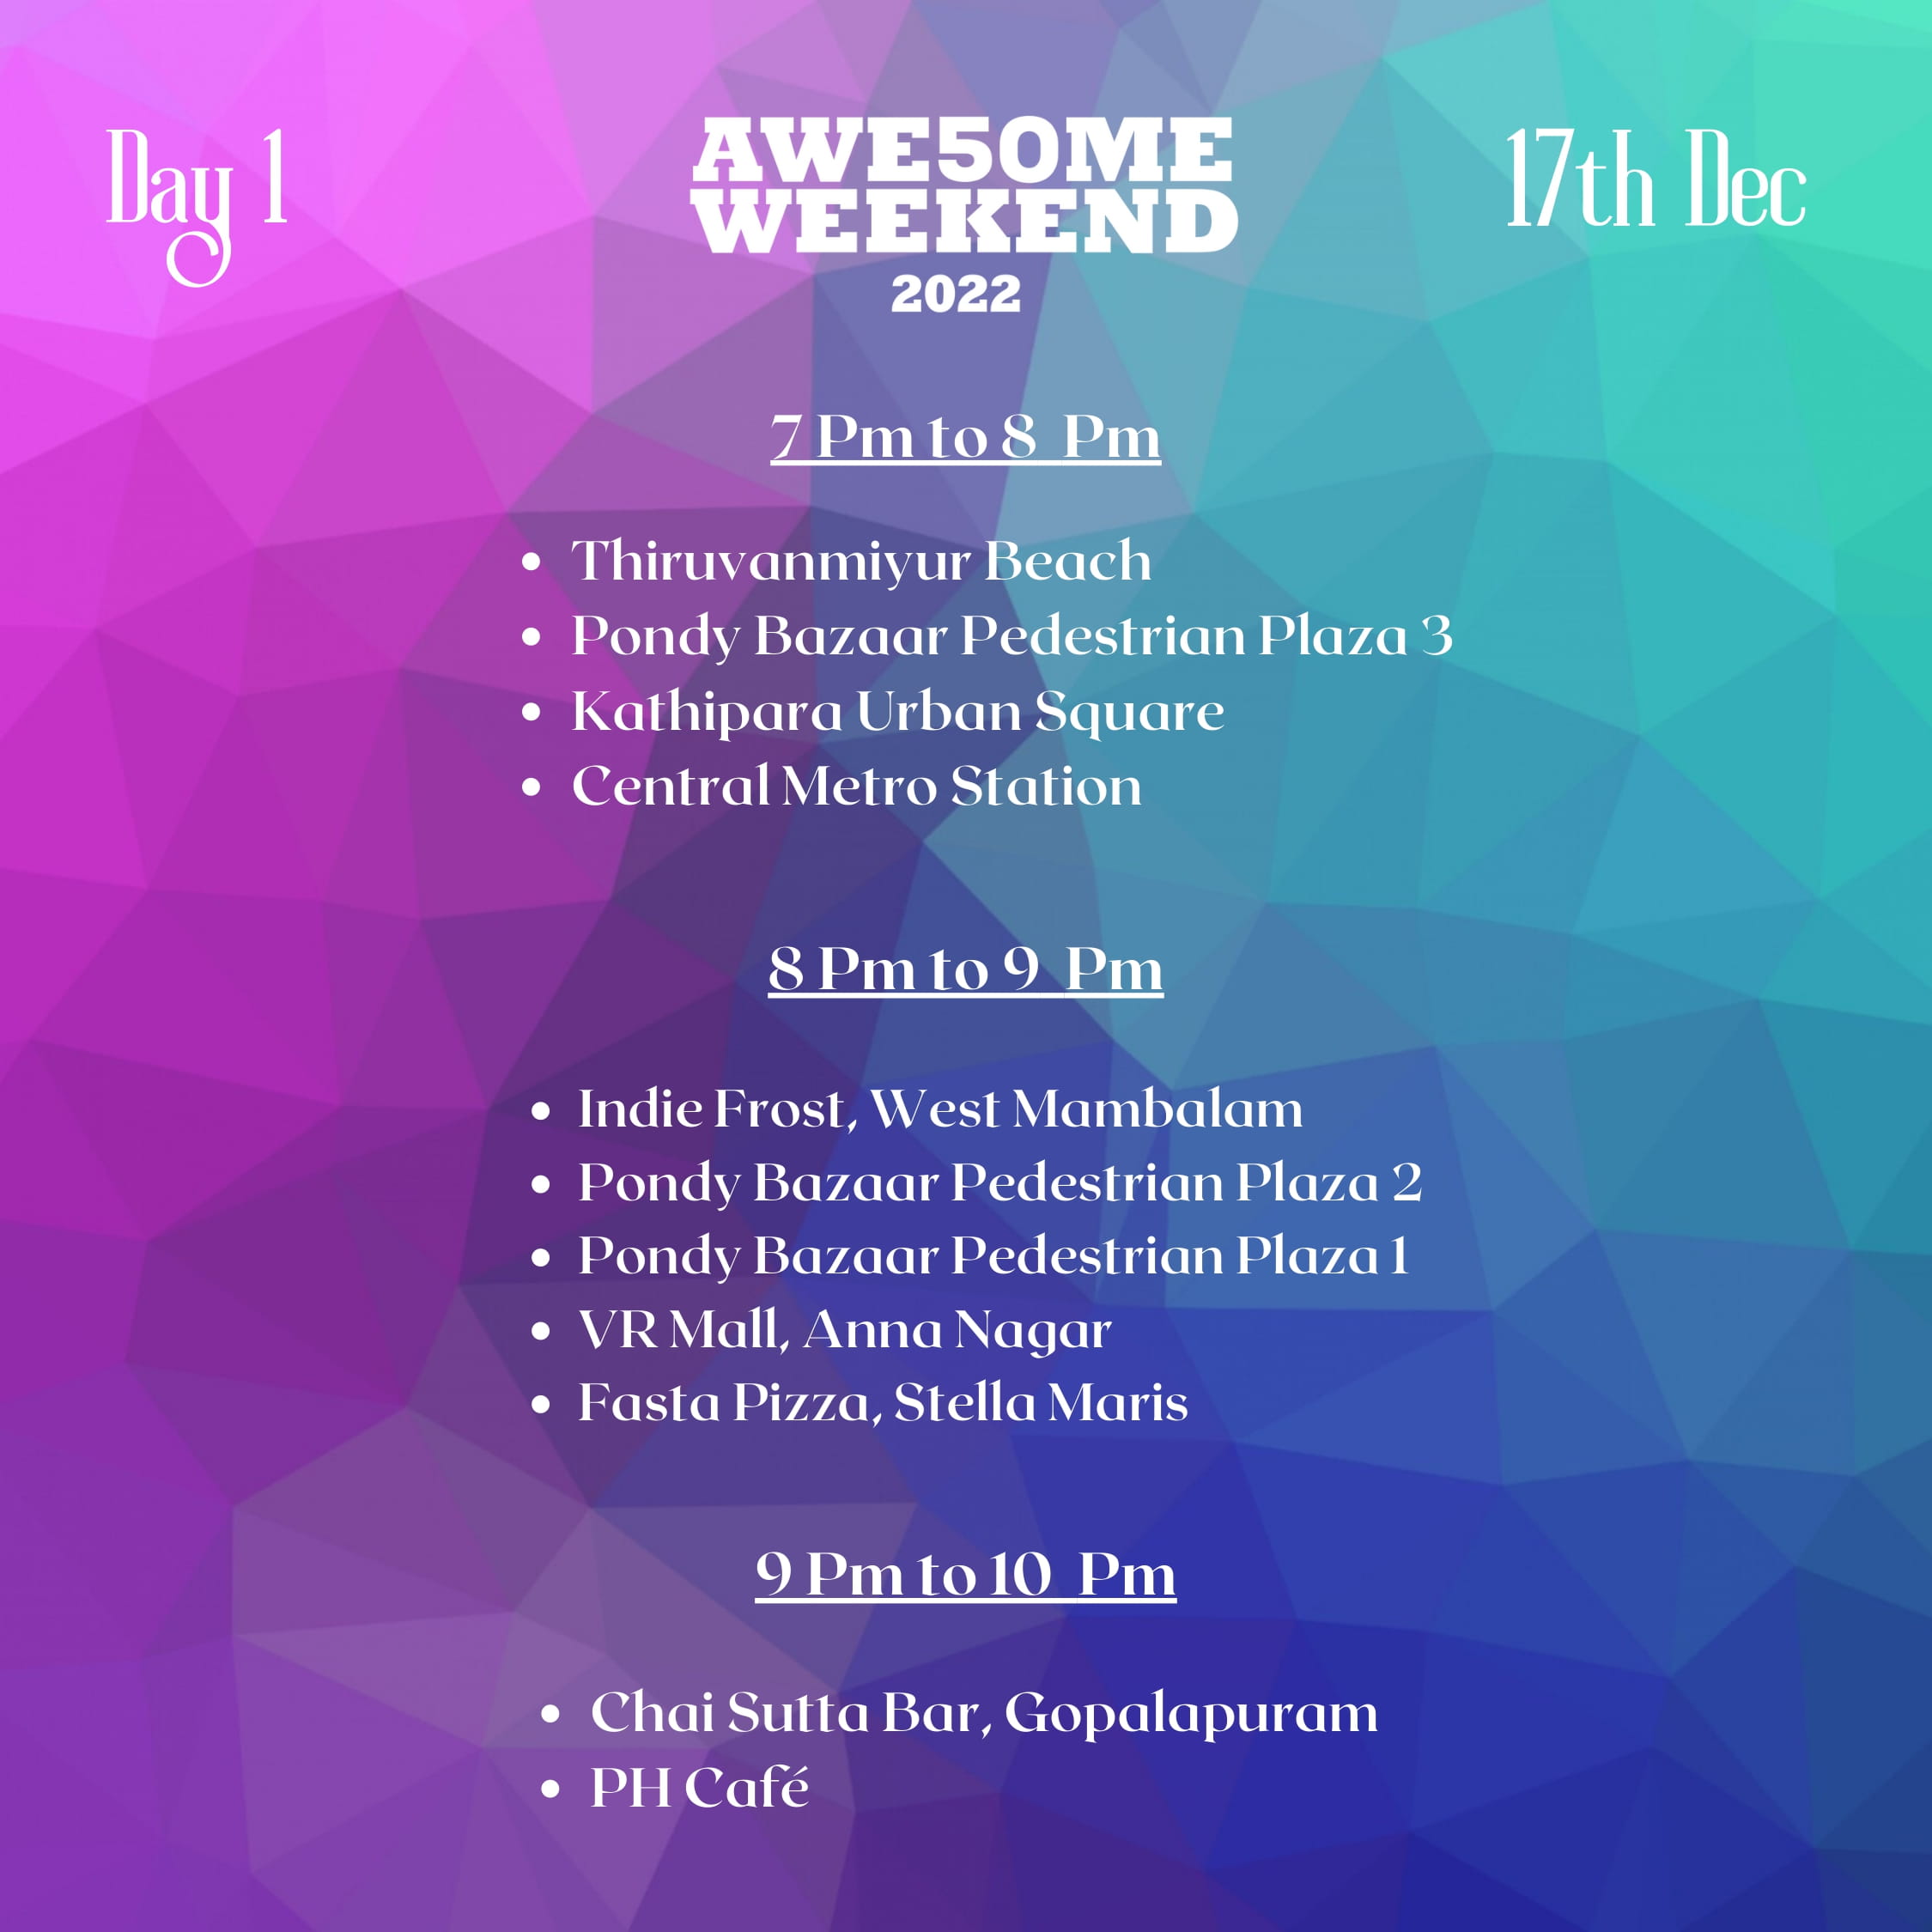 Day 1
AWE50ME
WEEKEND
2022
17th Dec
7 Pm to 8 Pm
• Thiruvanmiyur Beach
• Pondy Bazaar Pedestrian Plaza 3
• Kathipara Urban Square
• Central Metro Station
8 Pm to 9 Pm
• Indie Frost, West Mambalam
• Pondy Bazaar Pedestrian Plaza 2
• Pondy Bazaar Pedestrian Plaza 1
• VR Mall, Anna Nagar
• Fasta Pizza, Stella Maris
9 Pm to 10 Pm
• Chai Sutta Bar, Gopalapuram
• PH Café